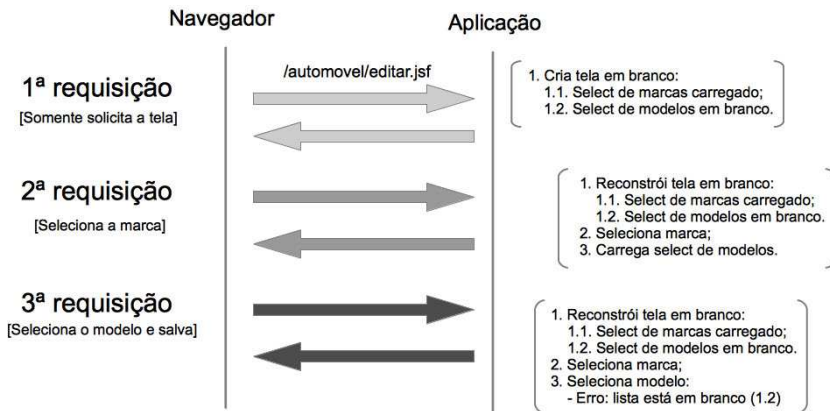 Navegador
Aplicação
1ª requisição
[Somente solicita a tela]
/automovel/editar.jsf
1. Cria tela em branco:
1.1. Select de marcas carregado;
1.2. Select de modelos em branco.
2ª requisição
[Seleciona a marca]
1. Reconstrói tela em branco:
1.1. Select de marcas carregado;
1.2. Select de modelos em branco.
2. Seleciona marca;
3. Carrega select de modelos.
3ª requisição
[Seleciona o modelo e salva]
1. Reconstrói tela em branco:
1.1. Select de marcas carregado;
1.2. Select de modelos em branco.
2. Seleciona marca;
3. Seleciona modelo:
- Erro: lista está em branco (1.2)